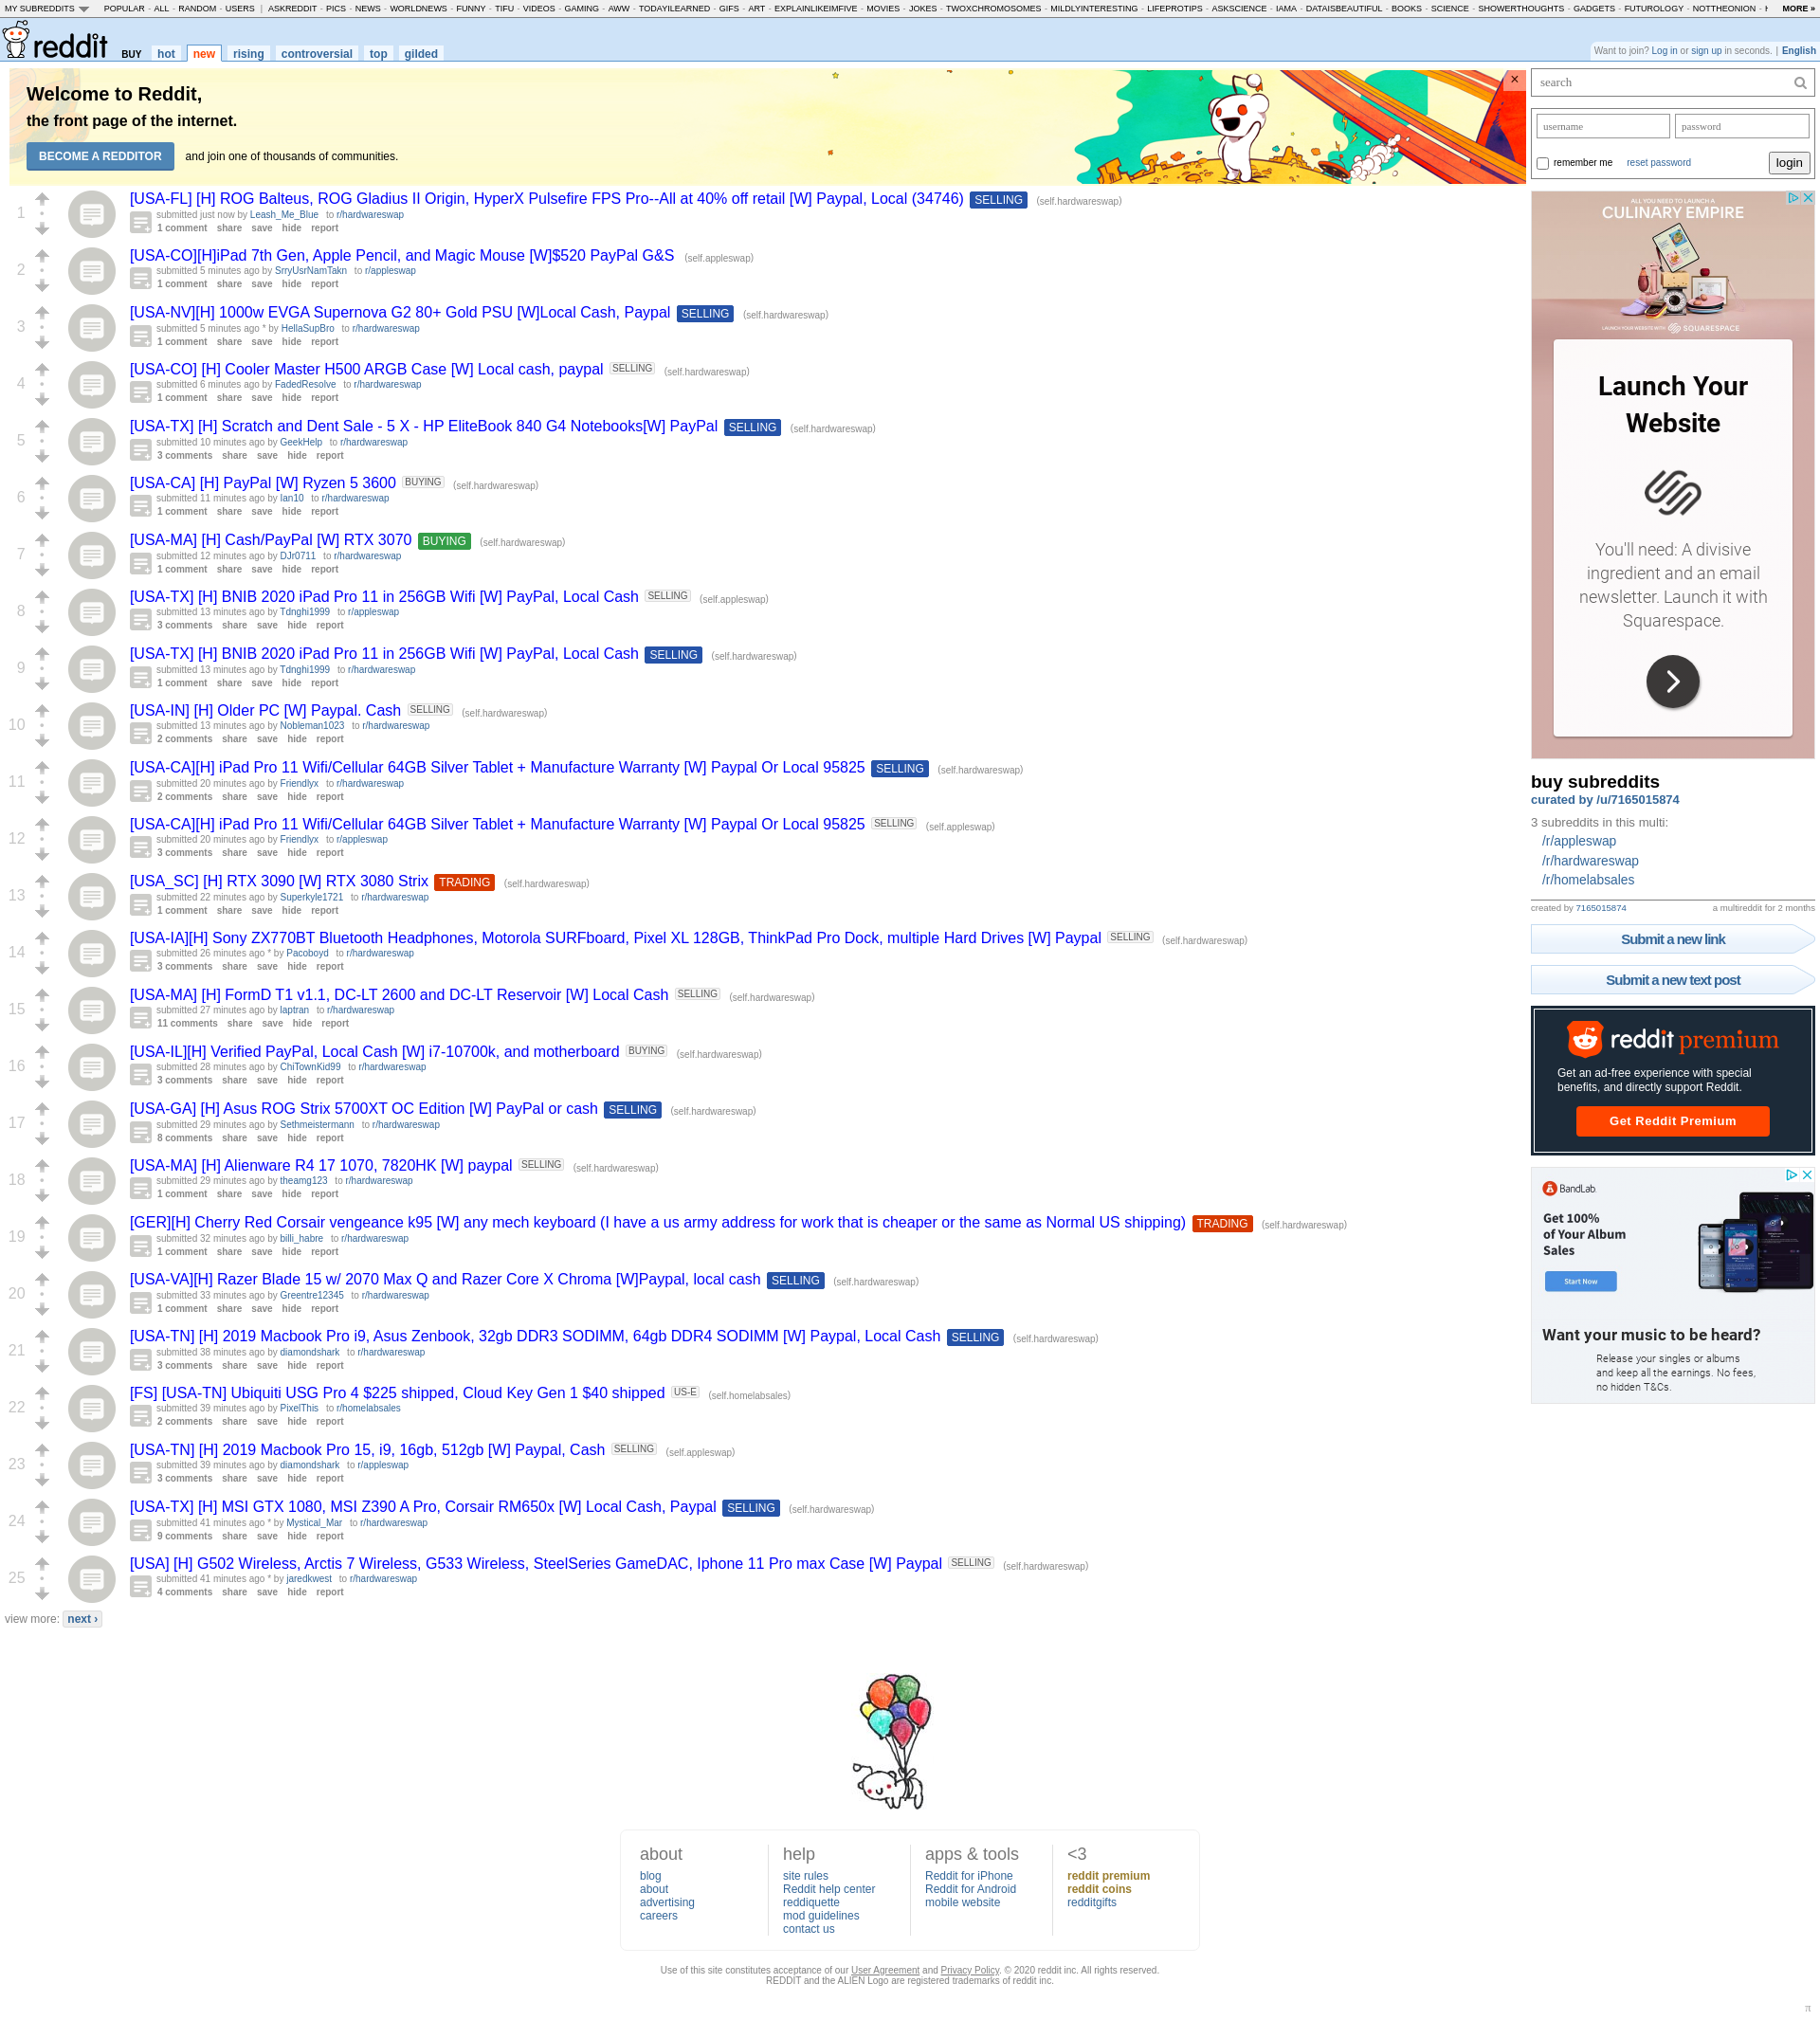 MY SUBREDDITS POPULAR - ALL - RANDOM - USERS | ASKREDDIT - PICS - NEWS - WORLDNEWS - FUNNY - TIFU - VIDEOS - GAMING - AWW - TODAYILEARNED - GIFS - ART - EXPLAINLIKEIMFIVE - MOVIES - JOKES - TWOXCHROMOSOMES - MILDLYINTERESTING - LIFEPROTIPS - ASKSCIENCE - IAMA - DATAISBEAUTIFUL - BOOKS - SCIENCE - SHOWERTHOUGHTS - GADGETS - FUTUROLOGY - NOTTHEONION - MORE »
reddit BUY hot new rising controversial top gilded
Want to join? Log in or sign up in seconds. | English
Welcome to Reddit,
the front page of the internet.
BECOME A REDDITOR and join one of thousands of communities.
×
1
[USA-FL] [H] ROG Balteus, ROG Gladius II Origin, HyperX Pulsefire FPS Pro--All at 40% off retail [W] Paypal, Local (34746) SELLING (self.hardwareswap)
submitted just now by Leash_Me_Blue to r/hardwareswap
1 comment share save hide report
2
[USA-CO][H]iPad 7th Gen, Apple Pencil, and Magic Mouse [W]$520 PayPal G&S (self.appleswap)
submitted 5 minutes ago by SrryUsrNamTakn to r/appleswap
1 comment share save hide report
3
[USA-NV][H] 1000w EVGA Supernova G2 80+ Gold PSU [W]Local Cash, Paypal SELLING (self.hardwareswap)
submitted 5 minutes ago * by HellaSupBro to r/hardwareswap
1 comment share save hide report
4
[USA-CO] [H] Cooler Master H500 ARGB Case [W] Local cash, paypal SELLING (self.hardwareswap)
submitted 6 minutes ago by FadedResolve to r/hardwareswap
1 comment share save hide report
5
[USA-TX] [H] Scratch and Dent Sale - 5 X - HP EliteBook 840 G4 Notebooks[W] PayPal SELLING (self.hardwareswap)
submitted 10 minutes ago by GeekHelp to r/hardwareswap
3 comments share save hide report
6
[USA-CA] [H] PayPal [W] Ryzen 5 3600 BUYING (self.hardwareswap)
submitted 11 minutes ago by Ian10 to r/hardwareswap
1 comment share save hide report
7
[USA-MA] [H] Cash/PayPal [W] RTX 3070 BUYING (self.hardwareswap)
submitted 12 minutes ago by DJr0711 to r/hardwareswap
1 comment share save hide report
8
[USA-TX] [H] BNIB 2020 iPad Pro 11 in 256GB Wifi [W] PayPal, Local Cash SELLING (self.appleswap)
submitted 13 minutes ago by Tdnghi1999 to r/appleswap
3 comments share save hide report
9
[USA-TX] [H] BNIB 2020 iPad Pro 11 in 256GB Wifi [W] PayPal, Local Cash SELLING (self.hardwareswap)
submitted 13 minutes ago by Tdnghi1999 to r/hardwareswap
1 comment share save hide report
10
[USA-IN] [H] Older PC [W] Paypal. Cash SELLING (self.hardwareswap)
submitted 13 minutes ago by Nobleman1023 to r/hardwareswap
2 comments share save hide report
11
[USA-CA][H] iPad Pro 11 Wifi/Cellular 64GB Silver Tablet + Manufacture Warranty [W] Paypal Or Local 95825 SELLING (self.hardwareswap)
submitted 20 minutes ago by Friendlyx to r/hardwareswap
2 comments share save hide report
12
[USA-CA][H] iPad Pro 11 Wifi/Cellular 64GB Silver Tablet + Manufacture Warranty [W] Paypal Or Local 95825 SELLING (self.appleswap)
submitted 20 minutes ago by Friendlyx to r/appleswap
3 comments share save hide report
13
[USA_SC] [H] RTX 3090 [W] RTX 3080 Strix TRADING (self.hardwareswap)
submitted 22 minutes ago by Superkyle1721 to r/hardwareswap
1 comment share save hide report
14
[USA-IA][H] Sony ZX770BT Bluetooth Headphones, Motorola SURFboard, Pixel XL 128GB, ThinkPad Pro Dock, multiple Hard Drives [W] Paypal SELLING (self.hardwareswap)
submitted 26 minutes ago * by Pacoboyd to r/hardwareswap
3 comments share save hide report
15
[USA-MA] [H] FormD T1 v1.1, DC-LT 2600 and DC-LT Reservoir [W] Local Cash SELLING (self.hardwareswap)
submitted 27 minutes ago by laptran to r/hardwareswap
11 comments share save hide report
16
[USA-IL][H] Verified PayPal, Local Cash [W] i7-10700k, and motherboard BUYING (self.hardwareswap)
submitted 28 minutes ago by ChiTownKid99 to r/hardwareswap
3 comments share save hide report
17
[USA-GA] [H] Asus ROG Strix 5700XT OC Edition [W] PayPal or cash SELLING (self.hardwareswap)
submitted 29 minutes ago by Sethmeistermann to r/hardwareswap
8 comments share save hide report
18
[USA-MA] [H] Alienware R4 17 1070, 7820HK [W] paypal SELLING (self.hardwareswap)
submitted 29 minutes ago by theamg123 to r/hardwareswap
1 comment share save hide report
19
[GER][H] Cherry Red Corsair vengeance k95 [W] any mech keyboard (I have a us army address for work that is cheaper or the same as Normal US shipping) TRADING (self.hardwareswap)
submitted 32 minutes ago by billi_habre to r/hardwareswap
1 comment share save hide report
20
[USA-VA][H] Razer Blade 15 w/ 2070 Max Q and Razer Core X Chroma [W]Paypal, local cash SELLING (self.hardwareswap)
submitted 33 minutes ago by Greentre12345 to r/hardwareswap
1 comment share save hide report
21
[USA-TN] [H] 2019 Macbook Pro i9, Asus Zenbook, 32gb DDR3 SODIMM, 64gb DDR4 SODIMM [W] Paypal, Local Cash SELLING (self.hardwareswap)
submitted 38 minutes ago by diamondshark to r/hardwareswap
3 comments share save hide report
22
[FS] [USA-TN] Ubiquiti USG Pro 4 $225 shipped, Cloud Key Gen 1 $40 shipped US-E (self.homelabsales)
submitted 39 minutes ago by PixelThis to r/homelabsales
2 comments share save hide report
23
[USA-TN] [H] 2019 Macbook Pro 15, i9, 16gb, 512gb [W] Paypal, Cash SELLING (self.appleswap)
submitted 39 minutes ago by diamondshark to r/appleswap
3 comments share save hide report
24
[USA-TX] [H] MSI GTX 1080, MSI Z390 A Pro, Corsair RM650x [W] Local Cash, Paypal SELLING (self.hardwareswap)
submitted 41 minutes ago * by Mystical_Mar to r/hardwareswap
9 comments share save hide report
25
[USA] [H] G502 Wireless, Arctis 7 Wireless, G533 Wireless, SteelSeries GameDAC, Iphone 11 Pro max Case [W] Paypal SELLING (self.hardwareswap)
submitted 41 minutes ago * by jaredkwest to r/hardwareswap
4 comments share save hide report
view more: next ›
search
username password
remember me reset password login
ALL YOU NEED TO LAUNCH A
CULINARY EMPIRE
LAUNCH YOUR WEBSITE WITH SQUARESPACE
Launch Your
Website
You'll need: A divisive
ingredient and an email
newsletter. Launch it with
Squarespace.
buy subreddits
curated by /u/7165015874
3 subreddits in this multi:
/r/appleswap
/r/hardwareswap
/r/homelabsales
created by 7165015874 a multireddit for 2 months
Submit a new link
Submit a new text post
reddit premium
Get an ad-free experience with special
benefits, and directly support Reddit.
Get Reddit Premium
BandLab
Get 100%
of Your Album
Sales
Start Now
Want your music to be heard?
Release your singles or albums
and keep all the earnings. No fees,
no hidden T&Cs.
about
blog
about
advertising
careers
help
site rules
Reddit help center
reddiquette
mod guidelines
contact us
apps & tools
Reddit for iPhone
Reddit for Android
mobile website
<3
reddit premium
reddit coins
redditgifts
Use of this site constitutes acceptance of our User Agreement and Privacy Policy. © 2020 reddit inc. All rights reserved.
REDDIT and the ALIEN Logo are registered trademarks of reddit inc.
π